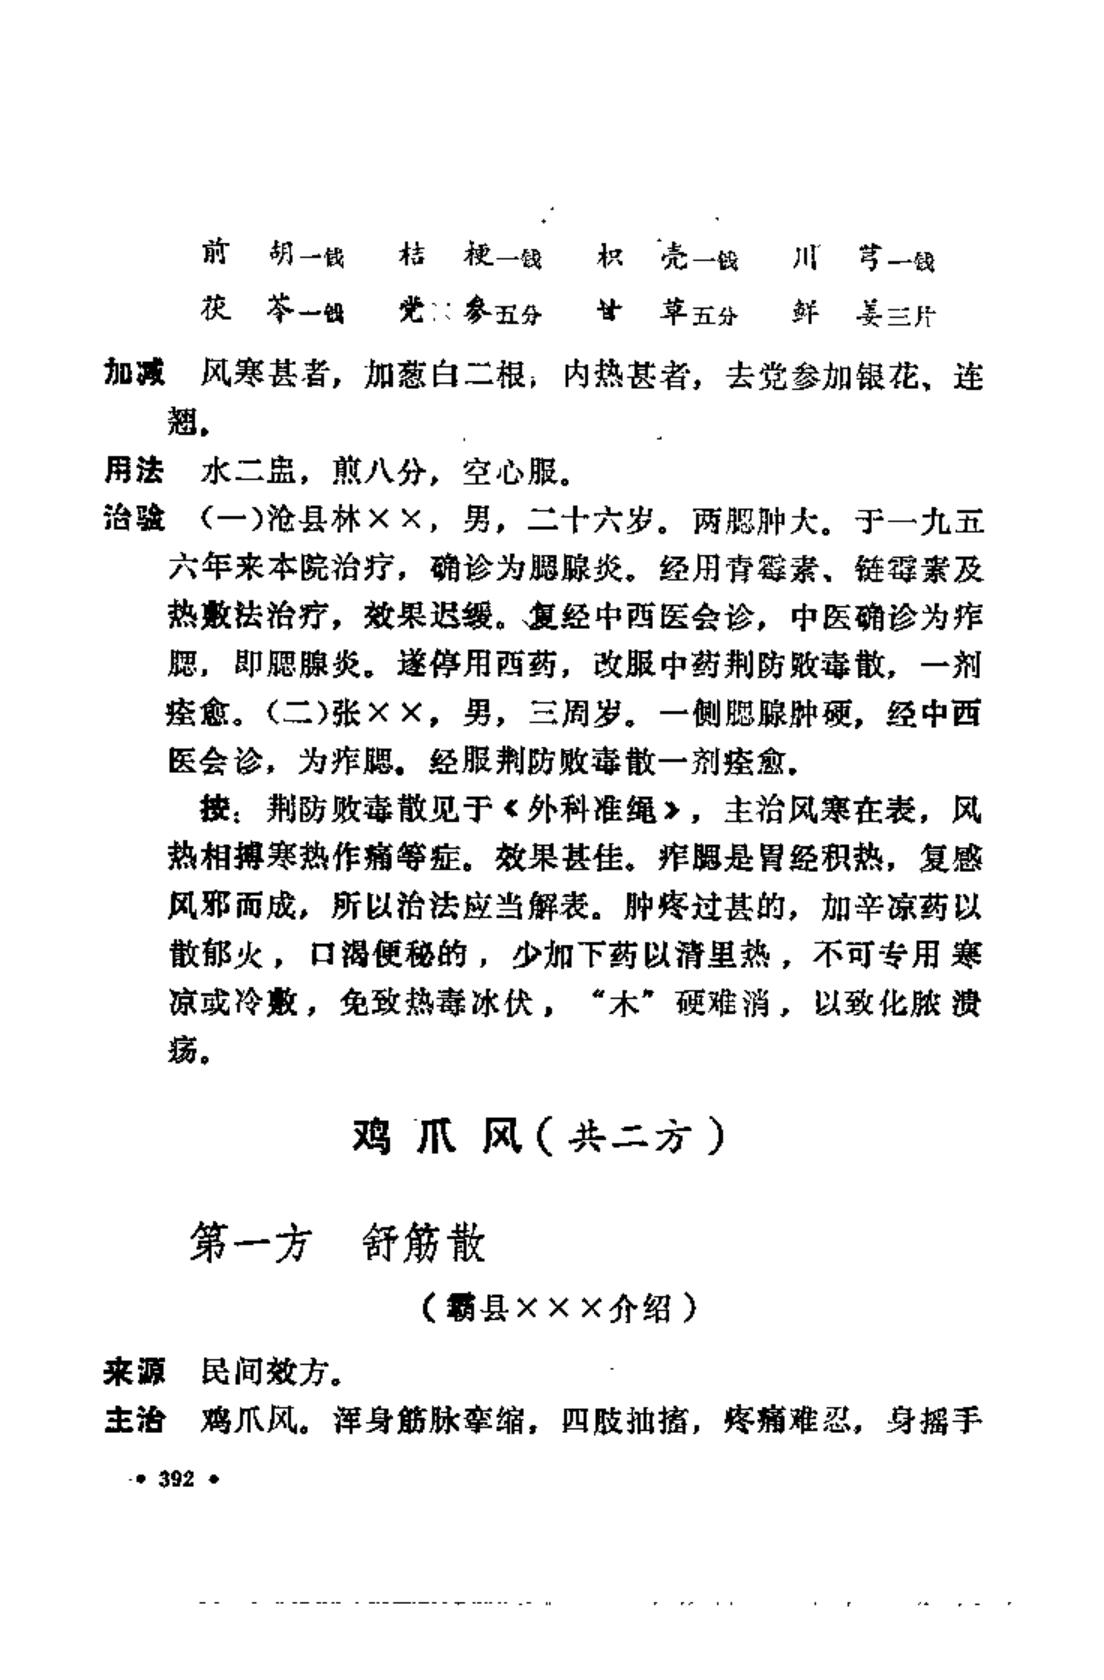 前　胡一钱　桔　梗一钱　枳　壳一钱　川　芎一钱
茯　苓一钱　党　参五分　甘　草五分　鲜　姜三片
加减　风寒甚者，加葱白二根；内热甚者，去党参加银花、连
翘。
用法　水二盅，煎八分，空心服。
治验　（一）沧县林××，男，二十六岁。两腮肿大。于一九五
六年来本院治疗，确诊为腮腺炎。经用青霉素、链霉素及
热敷法治疗，效果迟缓。复经中西医会诊，中医确诊为痄
腮，即腮腺炎。遂停用西药，改服中药荆防败毒散，一剂
痊愈。（二）张××，男，三周岁。一侧腮腺肿硬，经中西
医会诊，为痄腮。经服荆防败毒散一剂痊愈。
按：荆防败毒散见于《外科准绳》，主治风寒在表，风
热相搏寒热作痛等症。效果甚佳。痄腮是胃经积热，复感
风邪而成，所以治法应当解表。肿疼过甚的，加辛凉药以
散郁火，口渴便秘的，少加下药以清里热，不可专用寒
凉或冷敷，免致热毒冰伏，“木”硬难消，以致化脓溃
疡。
鸡爪风（共二方）
第一方　舒筋散
（霸县×××介绍）
来源　民间效方。
主治　鸡爪风。浑身筋脉挛缩，四肢抽搐，疼痛难忍，身摇手
• 392 •